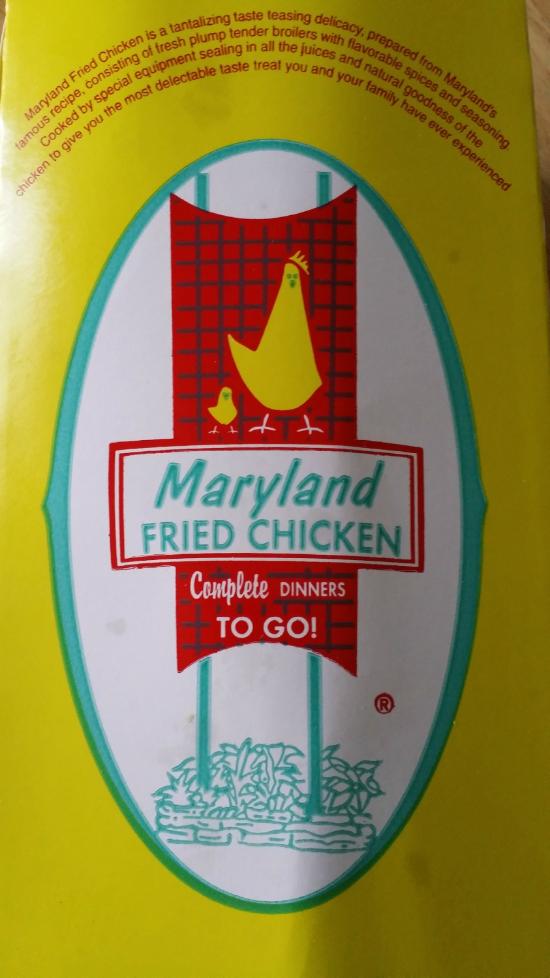 Maryland Fried Chicken is a tantalizing taste teasing delicacy, prepared from Maryland's
famous recipe, consisting of fresh plump tender broilers with flavorable spices and seasoning.
Cooked by special equipment sealing in all the juices and natural goodness of the
chicken to give you the most delectable taste treat you and your family have ever experienced
Maryland
FRIED CHICKEN
Complete DINNERS
TO GO!
®